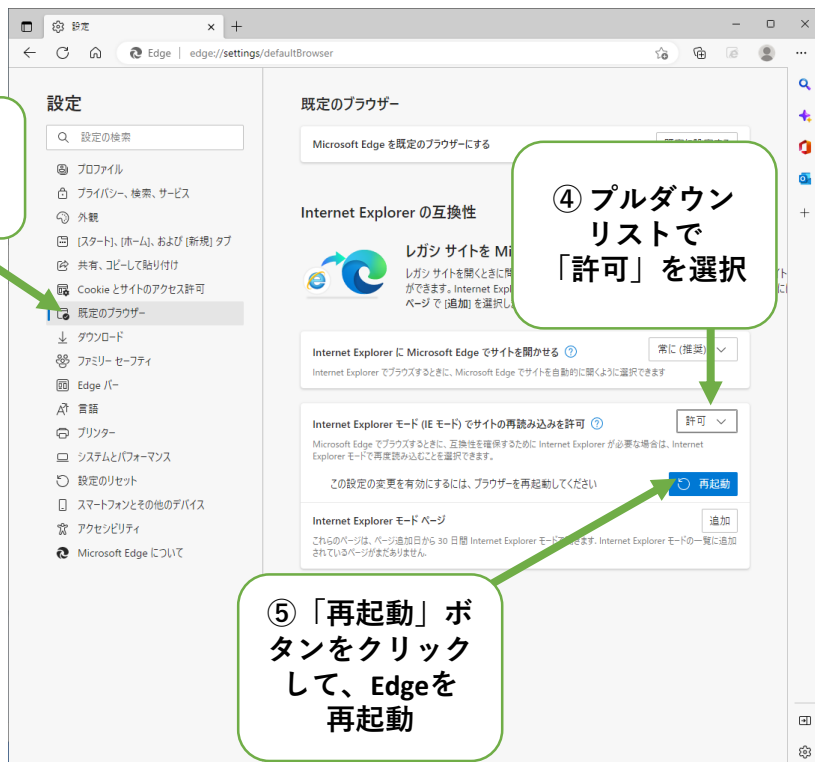 設定
Edge | edge://settings/defaultBrowser
設定
設定の検索
プロファイル
プライバシー、検索、サービス
外観
[スタート]、[ホーム]、および [新規] タブ
共有、コピーして貼り付け
Cookie とサイトのアクセス許可
既定のブラウザー
ダウンロード
ファミリー セーフティ
Edge バー
言語
プリンター
システムとパフォーマンス
設定のリセット
スマートフォンとその他のデバイス
アクセシビリティ
Microsoft Edge について
既定のブラウザー
Microsoft Edge を既定のブラウザーにする
④ プルダウン
リストで
「許可」を選択
Internet Explorer の互換性
レガシ サイトを Mi
レガシ サイトを開くときに
ができます。Internet Expl
ページ で [追加] を選択し
Internet Explorer に Microsoft Edge でサイトを開かせる
常に (推奨)
Internet Explorer でブラウズするときに、Microsoft Edge でサイトを自動的に開くように選択できます
Internet Explorer モード (IE モード) でサイトの再読み込みを許可
許可
Microsoft Edge でブラウズするときに、互換性を確保するために Internet Explorer が必要な場合は、Internet
Explorer モードで再度読み込むことを選択できます。
この設定の変更を有効にするには、ブラウザーを再起動してください
再起動
Internet Explorer モード ページ
追加
これらのページは、ページ追加日から 30 日間 Internet Explorer モードで開きます. Internet Explorer モードの一覧に追加
されているページがまだありません.
⑤「再起動」ボ
タンをクリック
して、Edgeを
再起動